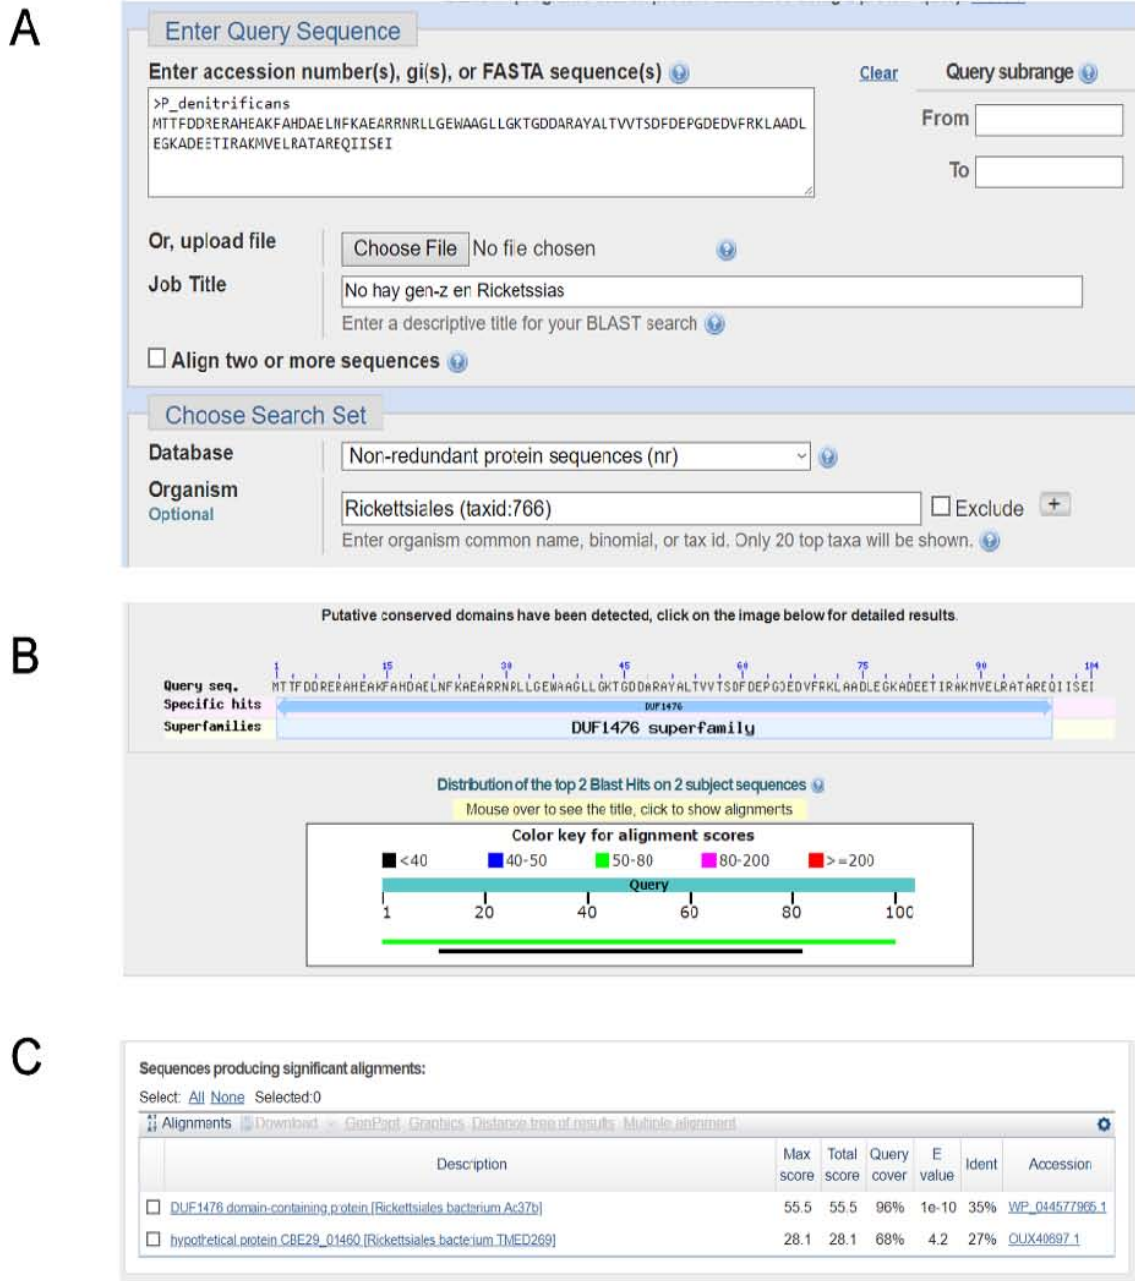 A
Enter Query Sequence
Enter accession number(s), gi(s), or FASTA sequence(s)
Clear
Query subrange
>P_denitrificans
MTTFDDRERAHEAKFAHDAELNFKAEARRNRLLGEWAAGLLGKTGDDARAYALTVVTSDFDEPGDEDVFRKLAADL
EGKADEETIRAKMVELRATAREQIISEI
From
To
Or, upload file
Choose File No file chosen
Job Title
No hay gen-z en Ricketssias
Enter a descriptive title for your BLAST search
Align two or more sequences
Choose Search Set
Database
Non-redundant protein sequences (nr)
Organism
Optional
Rickettsiales (taxid:766)
Exclude +
Enter organism common name, binomial, or tax id. Only 20 top taxa will be shown.
B
Putative conserved domains have been detected, click on the image below for detailed results.
1 15 30 45 60 75 90 104
Query seq. MTTFDDRERAHEAKFAHDAELNFKAEARRNRLLGEWAAGLLGKTGDDARAYALTVVTSDFDEPGDEDVFRKLAADLEGKADEETIRAKMVELRATAREQIISEI
Specific hits DUF1476
Superfamilies DUF1476 superfamily
Distribution of the top 2 Blast Hits on 2 subject sequences
Mouse over to see the title, click to show alignments
Color key for alignment scores
<40 40-50 50-80 80-200 >=200
Query
1 20 40 60 80 100
C
Sequences producing significant alignments:
Select: All None Selected:0
Alignments Download GenPept Graphics Distance tree of results Multiple alignment
Description Max score Total score Query cover E value Ident Accession
DUF1476 domain-containing protein [Rickettsiales bacterium Ac37b] 55.5 55.5 96% 1e-10 35% WP_044577965.1
hypothetical protein CBE29_01460 [Rickettsiales bacterium TMED269] 28.1 28.1 68% 4.2 27% OUX40697.1